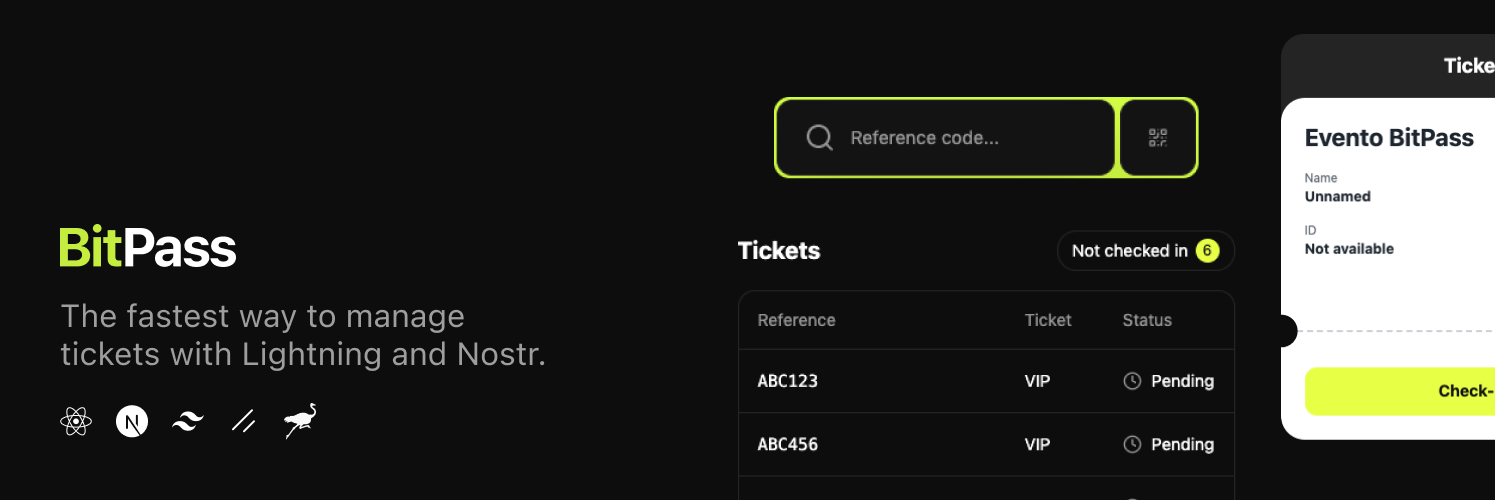 BitPass
The fastest way to manage
tickets with Lightning and Nostr.
N
Reference code...
Tickets
Not checked in 6
Reference Ticket Status
ABC123 VIP Pending
ABC456 VIP Pending
Ticke
Evento BitPass
Name
Unnamed
ID
Not available
Check-